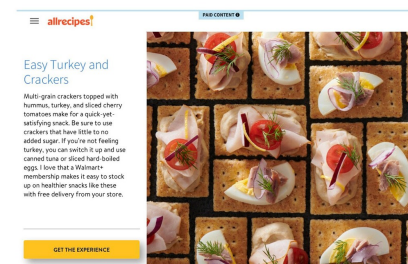 PAID CONTENT
allrecipes
Easy Turkey and
Crackers
Multi-grain crackers topped with
hummus, turkey, and sliced cherry
tomatoes make for a quick-yet-
satisfying snack. Be sure to use
crackers that have little to no
added sugar. If you're not feeling
turkey, you can switch it up and use
canned tuna or sliced hard-boiled
eggs. I love that a Walmart+
membership makes it easy to stock
up on healthier snacks like these
with free delivery from your store.
GET THE EXPERIENCE